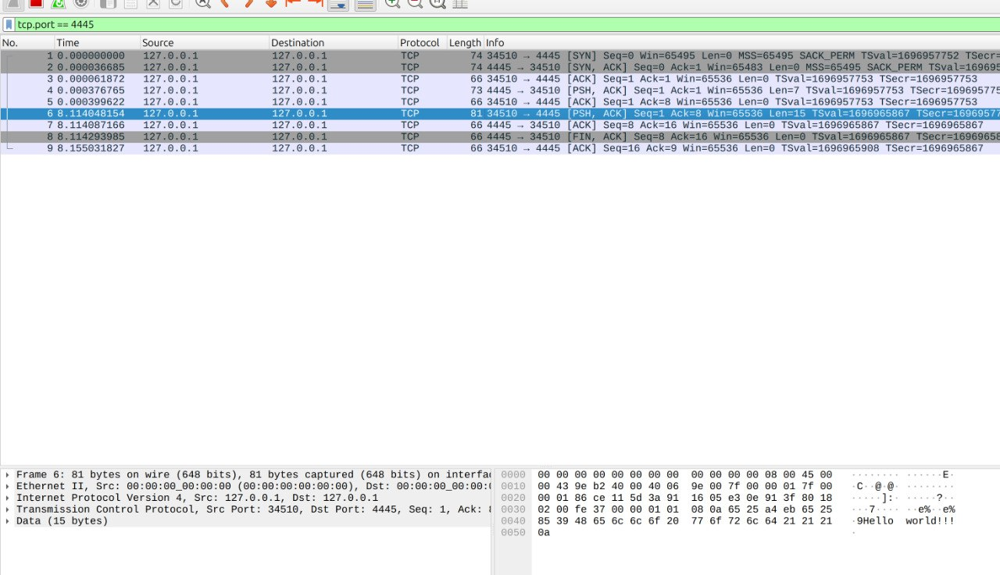 tcp.port == 4445
No. Time Source Destination Protocol Length Info
1 0.000000000 127.0.0.1 127.0.0.1 TCP 74 34510 → 4445 [SYN] Seq=0 Win=65495 Len=0 MSS=65495 SACK_PERM TSval=1696957752 TSecr=
2 0.000036685 127.0.0.1 127.0.0.1 TCP 74 4445 → 34510 [SYN, ACK] Seq=0 Ack=1 Win=65483 Len=0 MSS=65495 SACK_PERM TSval=16969
3 0.000061872 127.0.0.1 127.0.0.1 TCP 66 34510 → 4445 [ACK] Seq=1 Ack=1 Win=65536 Len=0 TSval=1696957753 TSecr=1696957753
4 0.000376765 127.0.0.1 127.0.0.1 TCP 73 4445 → 34510 [PSH, ACK] Seq=1 Ack=1 Win=65536 Len=7 TSval=1696957753 TSecr=16969577
5 0.000399622 127.0.0.1 127.0.0.1 TCP 66 34510 → 4445 [ACK] Seq=1 Ack=8 Win=65536 Len=0 TSval=1696957753 TSecr=1696957753
6 8.114048154 127.0.0.1 127.0.0.1 TCP 81 34510 → 4445 [PSH, ACK] Seq=1 Ack=8 Win=65536 Len=15 TSval=1696965867 TSecr=1696957
7 8.114087166 127.0.0.1 127.0.0.1 TCP 66 4445 → 34510 [ACK] Seq=8 Ack=16 Win=65536 Len=0 TSval=1696965867 TSecr=1696965867
8 8.114293985 127.0.0.1 127.0.0.1 TCP 66 4445 → 34510 [FIN, ACK] Seq=8 Ack=16 Win=65536 Len=0 TSval=1696965867 TSecr=1696965
9 8.155031827 127.0.0.1 127.0.0.1 TCP 66 34510 → 4445 [ACK] Seq=16 Ack=9 Win=65536 Len=0 TSval=1696965908 TSecr=1696965867
Frame 6: 81 bytes on wire (648 bits), 81 bytes captured (648 bits) on interfa
Ethernet II, Src: 00:00:00_00:00:00 (00:00:00:00:00:00), Dst: 00:00:00_00:00:
Internet Protocol Version 4, Src: 127.0.0.1, Dst: 127.0.0.1
Transmission Control Protocol, Src Port: 34510, Dst Port: 4445, Seq: 1, Ack:
Data (15 bytes)
0000 00 00 00 00 00 00 00 00 00 00 00 00 08 00 45 00 ········ ······E·
0010 00 43 9e b2 40 00 40 06 9e 00 7f 00 00 01 7f 00 ·C··@·@· ········
0020 00 01 86 ce 11 5d 3a 91 16 05 e3 0e 91 3f 80 18 ·····]:· ·····?··
0030 02 00 fe 37 00 00 01 01 08 0a 65 25 a4 eb 65 25 ···7···· ··e%··e%
0040 85 39 48 65 6c 6c 6f 20 77 6f 72 6c 64 21 21 21 ·9Hello world!!!
0050 0a ·